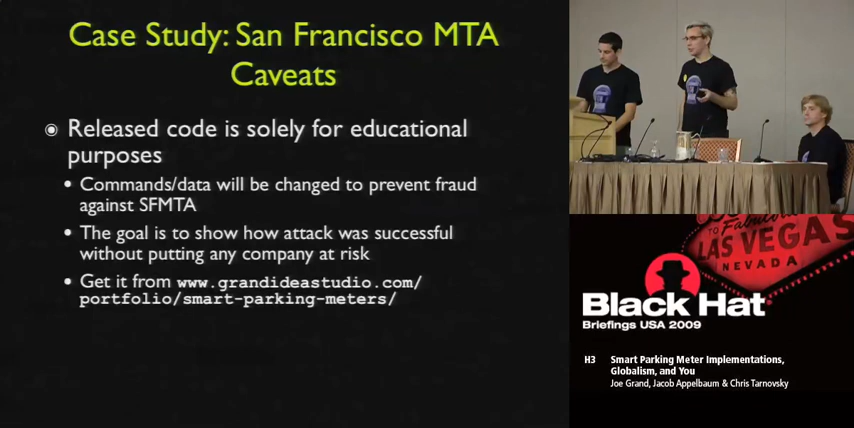 Case Study: San Francisco MTA
Caveats
Released code is solely for educational
purposes
Commands/data will be changed to prevent fraud
against SFMTA
The goal is to show how attack was successful
without putting any company at risk
Get it from www.grandideastudio.com/
portfolio/smart-parking-meters/
TO Fabulous
LAS VEGAS
NEVADA
Black Hat
Briefings USA 2009
H3 Smart Parking Meter Implementations,
Globalism, and You
Joe Grand, Jacob Appelbaum & Chris Tarnovsky